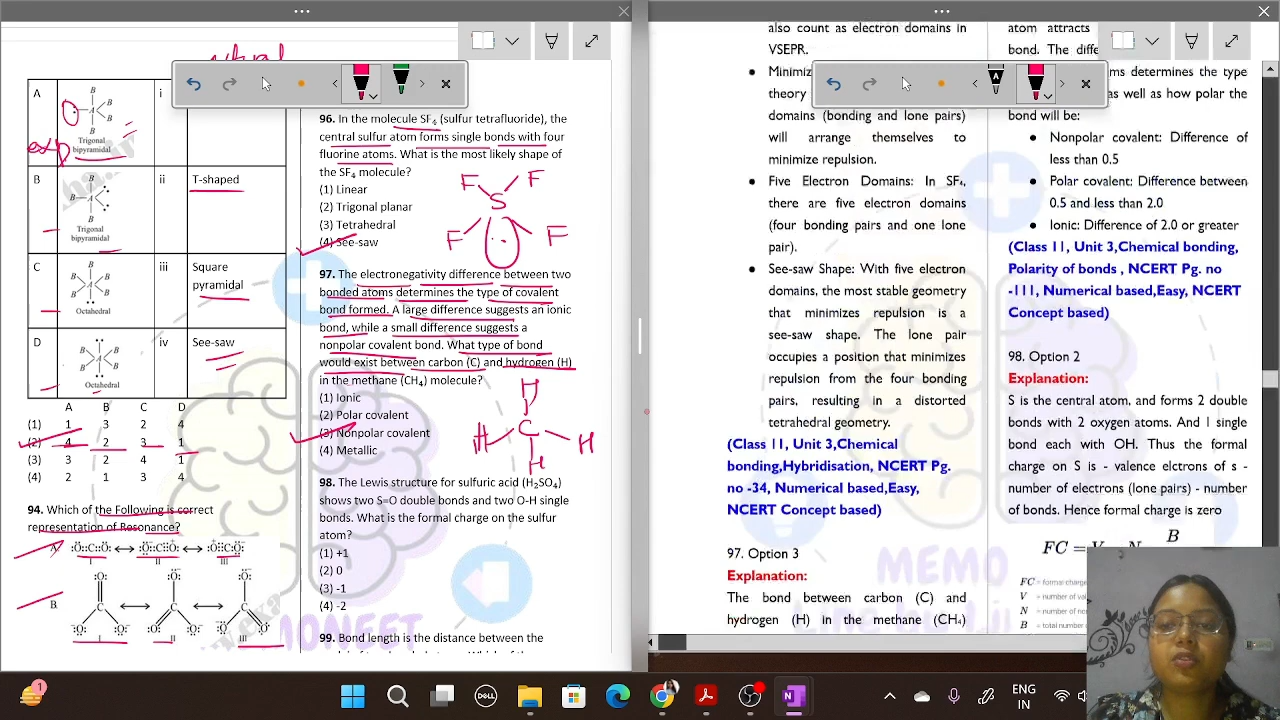 A
i
B
B
B
A
B
B
Trigonal
bipyramidal
B
ii
T-shaped
B
B
A
B
Trigonal
bipyramidal
C
iii
Square
pyramidal
B
B
B
A
B
B
Octahedral
D
iv
See-saw
B
B
A
B
B
Octahedral
A B C D
(1) 1 3 2 4
(2) 4 2 3 1
(3) 3 2 4 1
(4) 2 1 3 4
94. Which of the Following is correct
representation of Resonance?
A
I II III
B
I II III
96. In the molecule SF₄ (sulfur tetrafluoride), the
central sulfur atom forms single bonds with four
fluorine atoms. What is the most likely shape of
the SF₄ molecule?
(1) Linear
(2) Trigonal planar
(3) Tetrahedral
(4) See-saw
F F
S
F F
97. The electronegativity difference between two
bonded atoms determines the type of covalent
bond formed. A large difference suggests an ionic
bond, while a small difference suggests a
nonpolar covalent bond. What type of bond
would exist between carbon (C) and hydrogen (H)
in the methane (CH₄) molecule?
(1) Ionic
(2) Polar covalent
(3) Nonpolar covalent
(4) Metallic
H
H C H
H
98. The Lewis structure for sulfuric acid (H₂SO₄)
shows two S=O double bonds and two O-H single
bonds. What is the formal charge on the sulfur
atom?
(1) +1
(2) 0
(3) -1
(4) -2
99. Bond length is the distance between the
also count as electron domains in
VSEPR.
theory
domains (bonding and lone pairs)
will arrange themselves to
minimize repulsion.
• Five Electron Domains: In SF₄,
there are five electron domains
(four bonding pairs and one lone
pair).
• See-saw Shape: With five electron
domains, the most stable geometry
that minimizes repulsion is a
see-saw shape. The lone pair
occupies a position that minimizes
repulsion from the four bonding
pairs, resulting in a distorted
tetrahedral geometry.
(Class 11, Unit 3,Chemical
bonding,Hybridisation, NCERT Pg.
no -34, Numerical based,Easy,
NCERT Concept based)
97. Option 3
Explanation:
The bond between carbon (C) and
hydrogen (H) in the methane (CH₄)
atom attracts
bond. The
determines the type
as well as how polar the
bond will be:
• Nonpolar covalent: Difference of
less than 0.5
• Polar covalent: Difference between
0.5 and less than 2.0
• Ionic: Difference of 2.0 or greater
(Class 11, Unit 3,Chemical bonding,
Polarity of bonds , NCERT Pg. no
-111, Numerical based,Easy, NCERT
Concept based)
98. Option 2
Explanation:
S is the central atom, and forms 2 double
bonds with 2 oxygen atoms. And 1 single
bond each with OH. Thus the formal
charge on S is - valence elctrons of s -
number of electrons (lone pairs) - number
of bonds. Hence formal charge is zero
FC = V N B
FC = formal charge
V = number of
N = number of
B = total number
MEMO
10NEET
1
DELL
ENG
IN